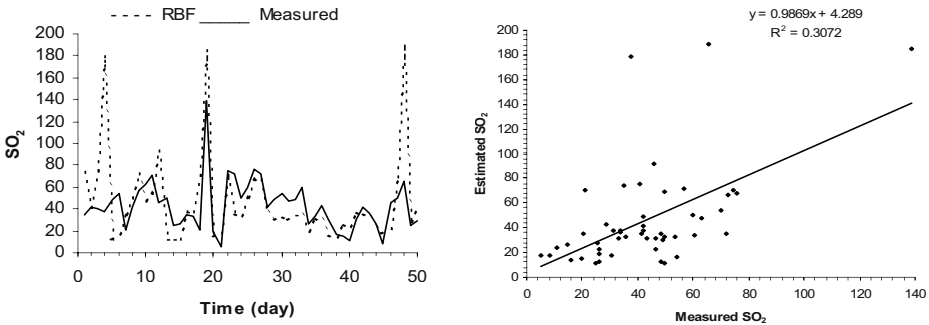 RBF Measured
200
180
160
140
120
100
80
60
40
20
0
SO2
0 10 20 30 40 50
Time (day)
y = 0.9869x + 4.289
R2 = 0.3072
200
180
160
140
120
100
80
60
40
20
0
Estimated SO2
0 20 40 60 80 100 120 140
Measured SO2